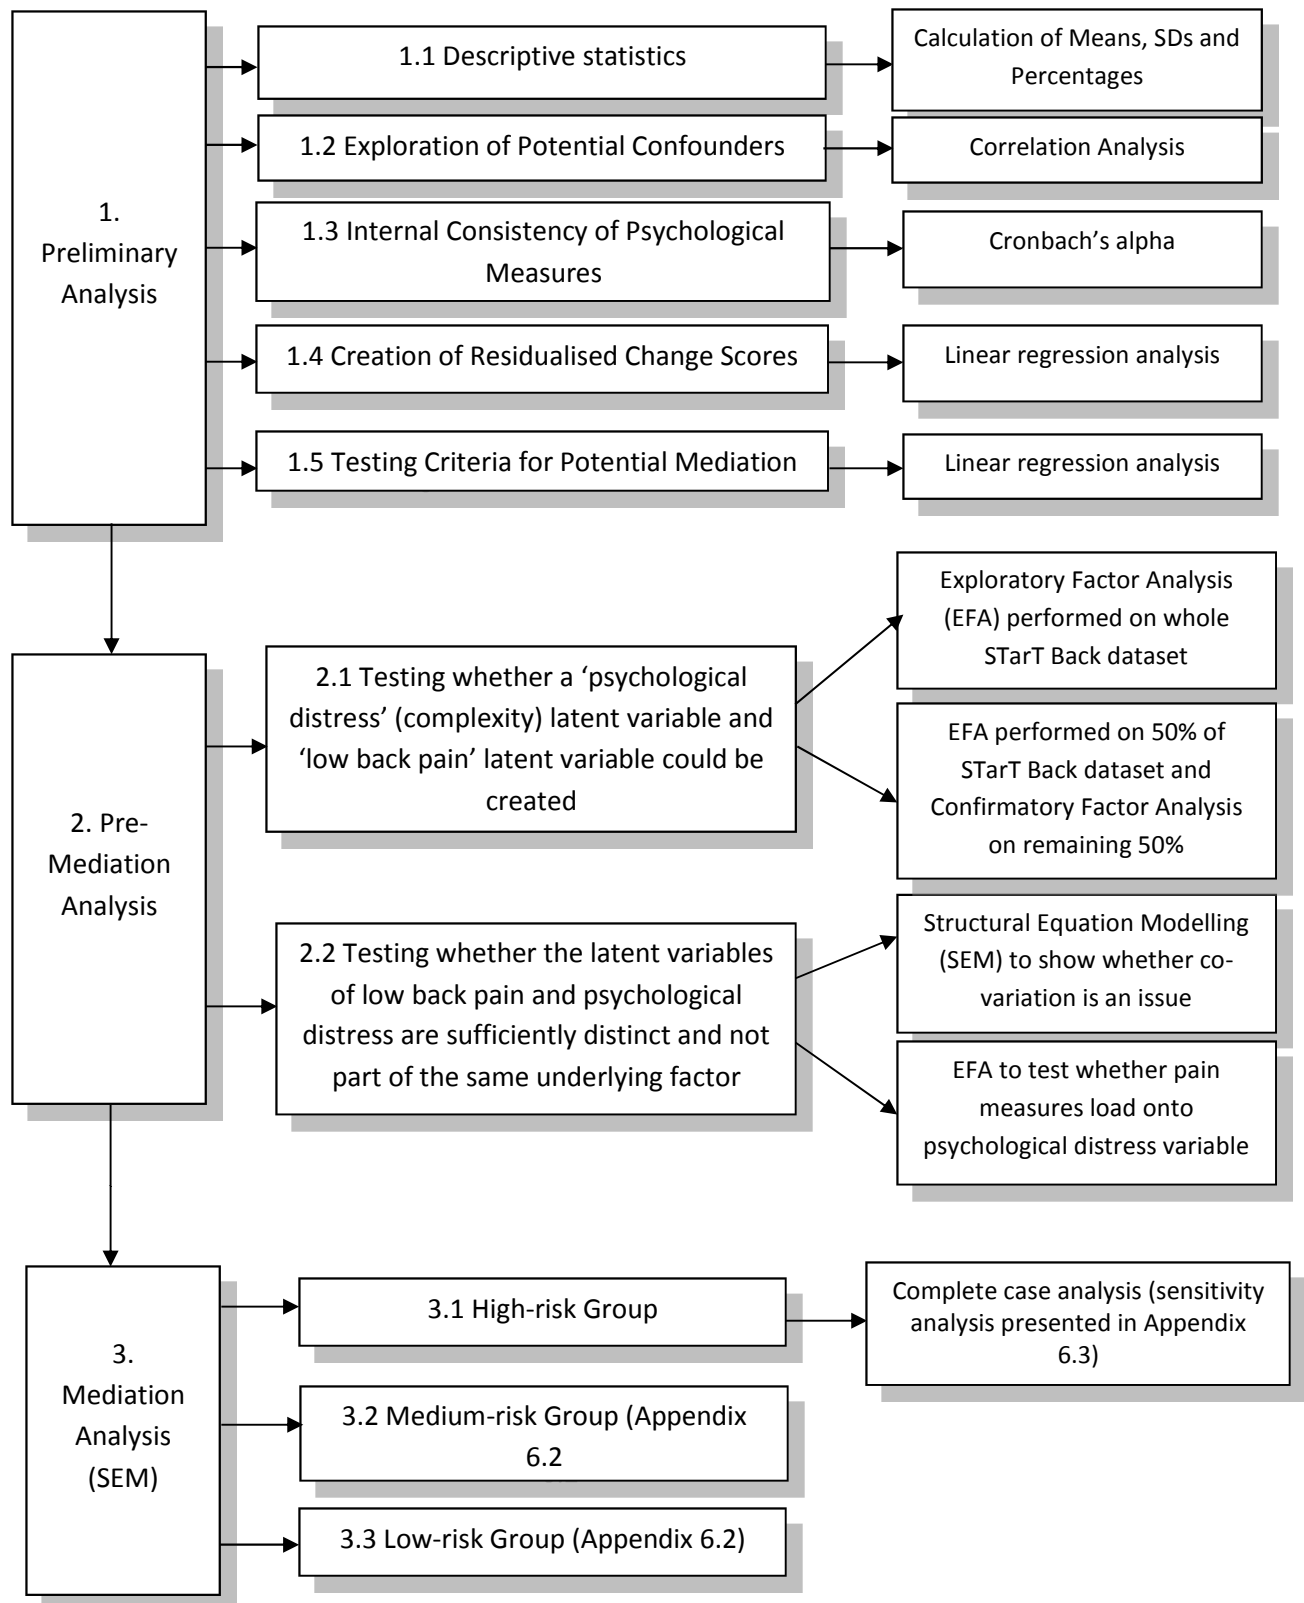 1.
Preliminary
Analysis
1.1 Descriptive statistics
Calculation of Means, SDs and
Percentages
1.2 Exploration of Potential Confounders
Correlation Analysis
1.3 Internal Consistency of Psychological
Measures
Cronbach’s alpha
1.4 Creation of Residualised Change Scores
Linear regression analysis
1.5 Testing Criteria for Potential Mediation
Linear regression analysis
2. Pre-
Mediation
Analysis
2.1 Testing whether a ‘psychological
distress’ (complexity) latent variable and
‘low back pain’ latent variable could be
created
Exploratory Factor Analysis
(EFA) performed on whole
STarT Back dataset
EFA performed on 50% of
STarT Back dataset and
Confirmatory Factor Analysis
on remaining 50%
2.2 Testing whether the latent variables
of low back pain and psychological
distress are sufficiently distinct and not
part of the same underlying factor
Structural Equation Modelling
(SEM) to show whether co-
variation is an issue
EFA to test whether pain
measures load onto
psychological distress variable
3.
Mediation
Analysis
(SEM)
3.1 High-risk Group
Complete case analysis (sensitivity
analysis presented in Appendix
6.3)
3.2 Medium-risk Group (Appendix
6.2
3.3 Low-risk Group (Appendix 6.2)